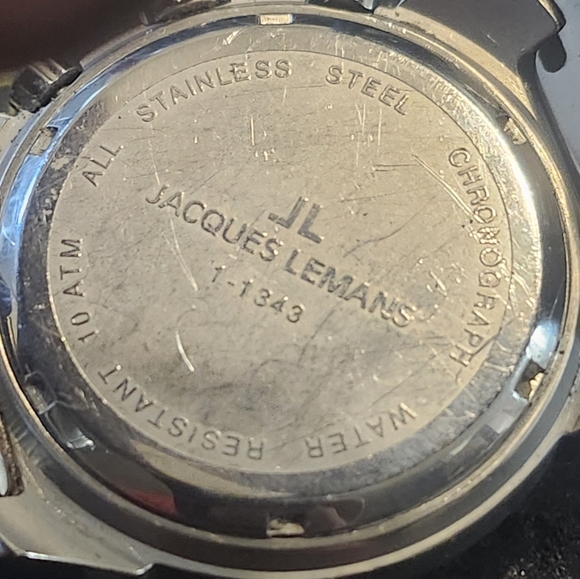 JL
JACQUES LEMANS
1-1343
ALL STAINLESS STEEL CHRONOGRAPH WATER RESISTANT 10 ATM